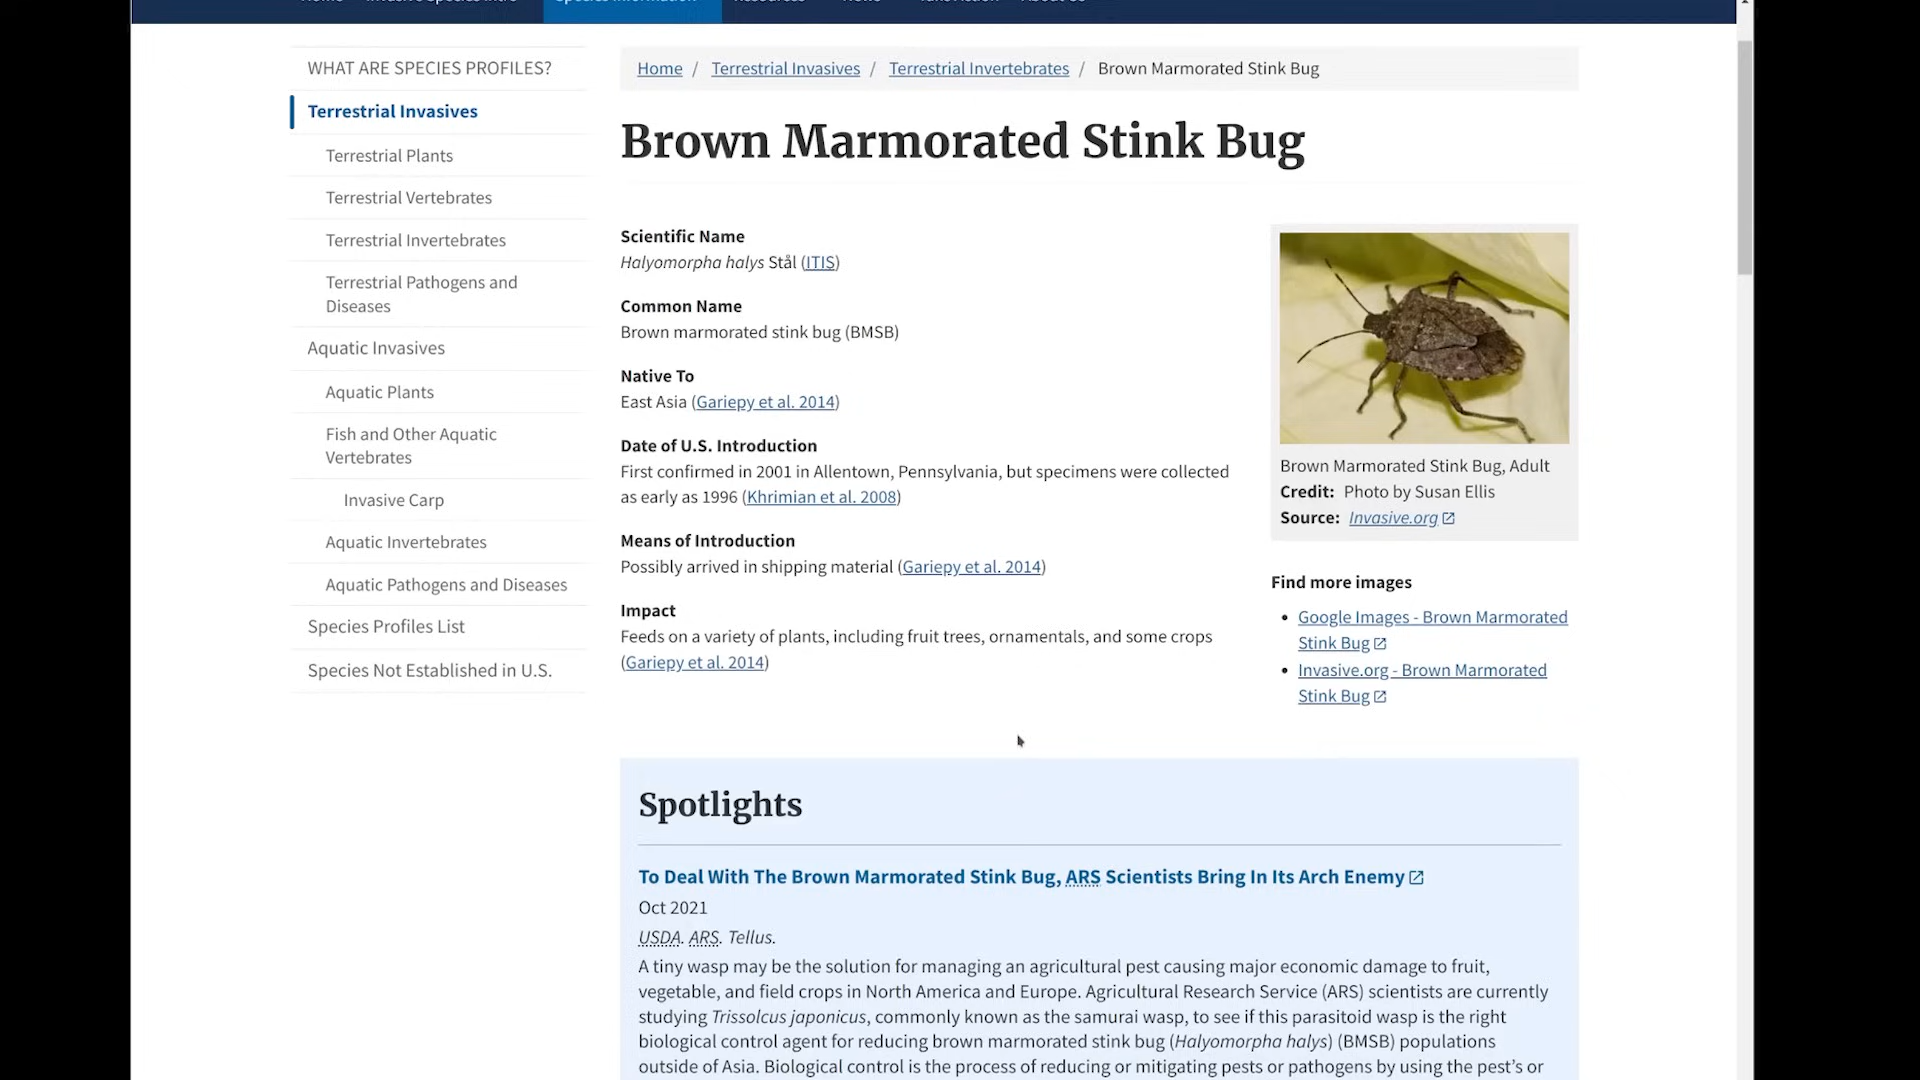 Home Invasive Species Intro Species Information Resources News Take Action About Us
WHAT ARE SPECIES PROFILES?
Terrestrial Invasives
Terrestrial Plants
Terrestrial Vertebrates
Terrestrial Invertebrates
Terrestrial Pathogens and
Diseases
Aquatic Invasives
Aquatic Plants
Fish and Other Aquatic
Vertebrates
Invasive Carp
Aquatic Invertebrates
Aquatic Pathogens and Diseases
Species Profiles List
Species Not Established in U.S.
Home / Terrestrial Invasives / Terrestrial Invertebrates / Brown Marmorated Stink Bug
Brown Marmorated Stink Bug
Scientific Name
Halyomorpha halys Stål (ITIS)
Common Name
Brown marmorated stink bug (BMSB)
Native To
East Asia (Gariepy et al. 2014)
Date of U.S. Introduction
First confirmed in 2001 in Allentown, Pennsylvania, but specimens were collected
as early as 1996 (Khrimian et al. 2008)
Means of Introduction
Possibly arrived in shipping material (Gariepy et al. 2014)
Impact
Feeds on a variety of plants, including fruit trees, ornamentals, and some crops
(Gariepy et al. 2014)
Brown Marmorated Stink Bug, Adult
Credit: Photo by Susan Ellis
Source: Invasive.org
Find more images
• Google Images - Brown Marmorated
Stink Bug
• Invasive.org - Brown Marmorated
Stink Bug
Spotlights
To Deal With The Brown Marmorated Stink Bug, ARS Scientists Bring In Its Arch Enemy
Oct 2021
USDA. ARS. Tellus.
A tiny wasp may be the solution for managing an agricultural pest causing major economic damage to fruit,
vegetable, and field crops in North America and Europe. Agricultural Research Service (ARS) scientists are currently
studying Trissolcus japonicus, commonly known as the samurai wasp, to see if this parasitoid wasp is the right
biological control agent for reducing brown marmorated stink bug (Halyomorpha halys) (BMSB) populations
outside of Asia. Biological control is the process of reducing or mitigating pests or pathogens by using the pest's or